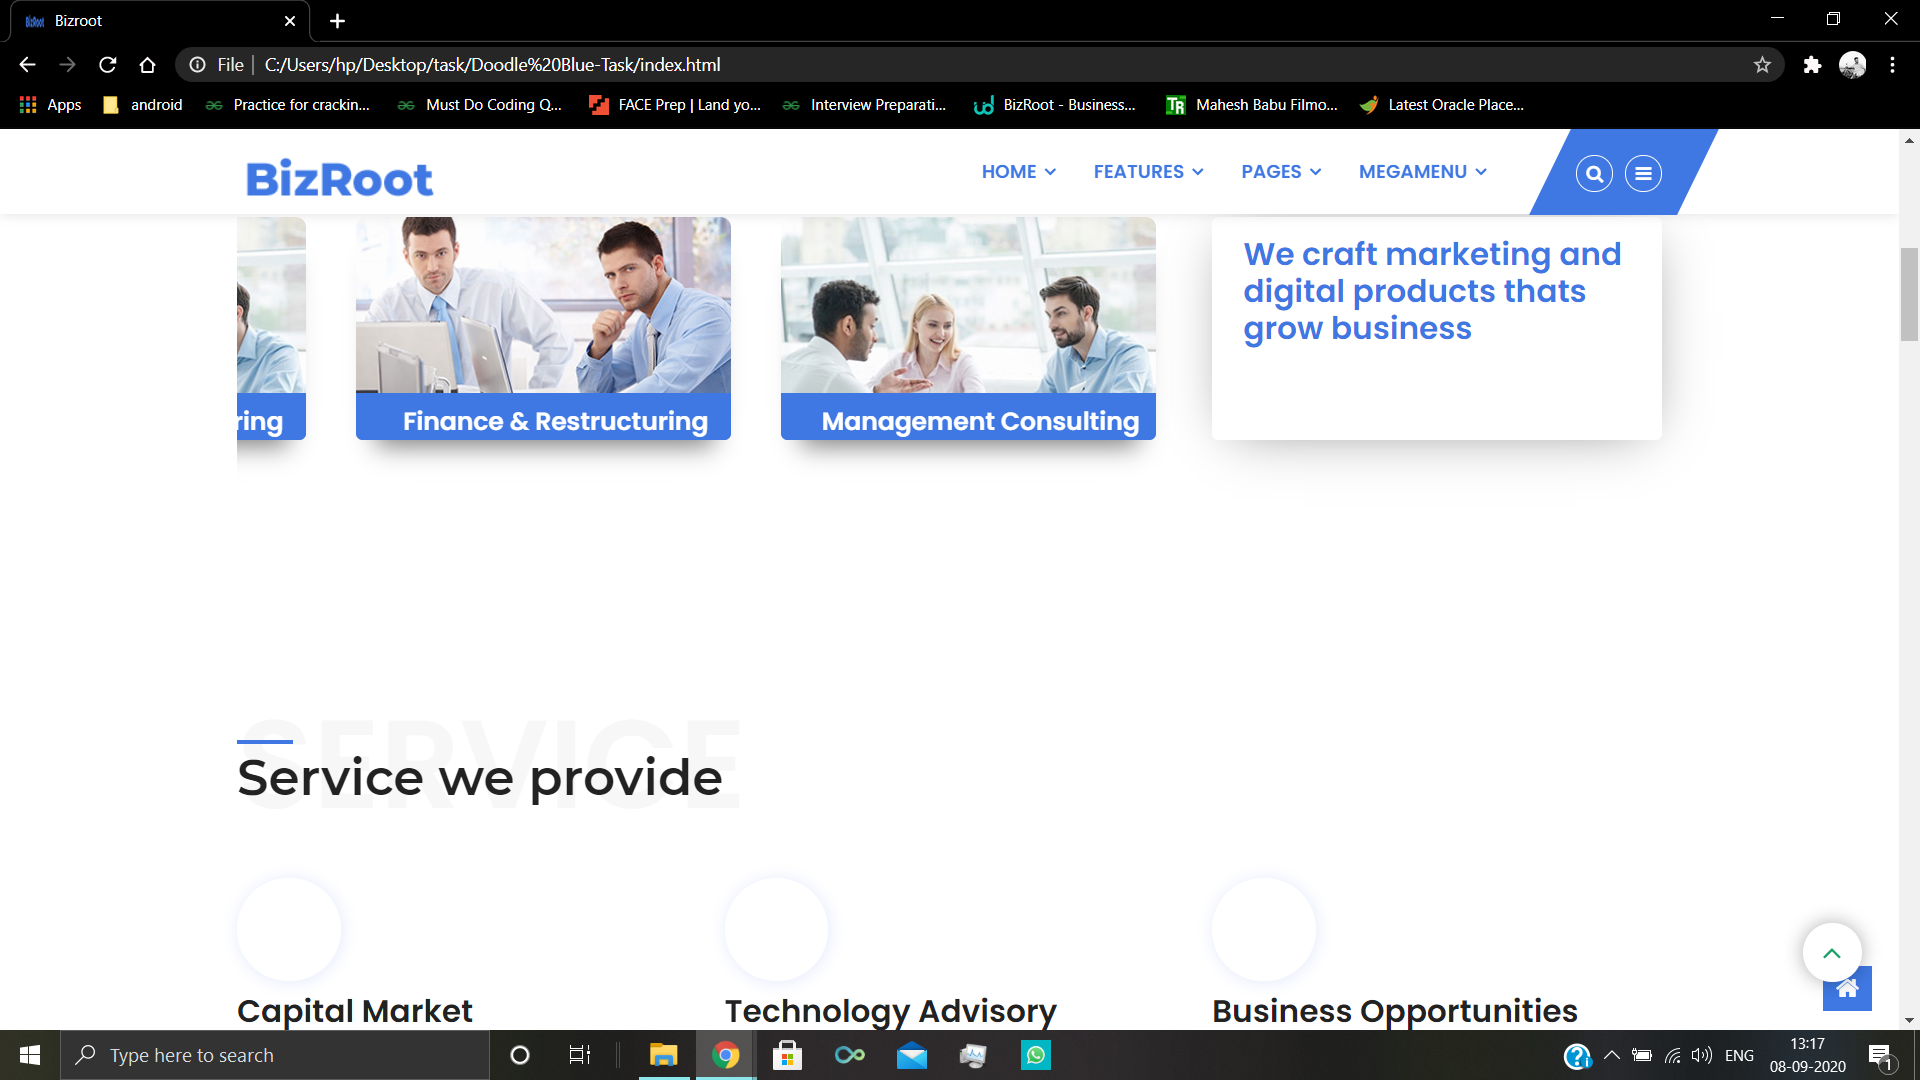 Bizroot
File
C:/Users/hp/Desktop/task/Doodle%20Blue-Task/index.html
Apps
android
Practice for crackin...
Must Do Coding Q...
FACE Prep | Land yo...
Interview Preparati...
BizRoot - Business...
TR Mahesh Babu Filmo...
Latest Oracle Place...
BizRoot
HOME
FEATURES
PAGES
MEGAMENU
ring
Finance & Restructuring
Management Consulting
We craft marketing and
digital products thats
grow business
SERVICE
Service we provide
Capital Market
Technology Advisory
Business Opportunities
Type here to search
ENG
13:17
08-09-2020
1